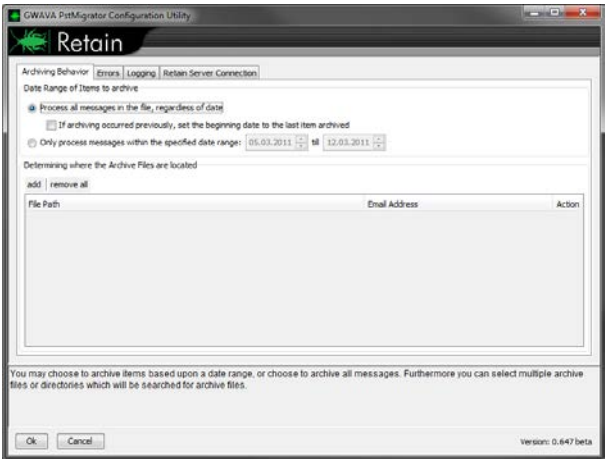 GWAVA PstMigrator Configuration Utility
Retain
Archiving Behavior Errors Logging Retain Server Connection
Date Range of Items to archive
Process all messages in the file, regardless of date
If archiving occurred previously, set the beginning date to the last item archived
Only process messages within the specified date range: 05.03.2011 till 12.03.2011
Determining where the Archive Files are located
add remove all
File Path Email Address Action
You may choose to archive items based upon a date range, or choose to archive all messages. Furthermore you can select multiple archive
files or directories which will be searched for archive files.
Ok Cancel Version: 0.647 beta